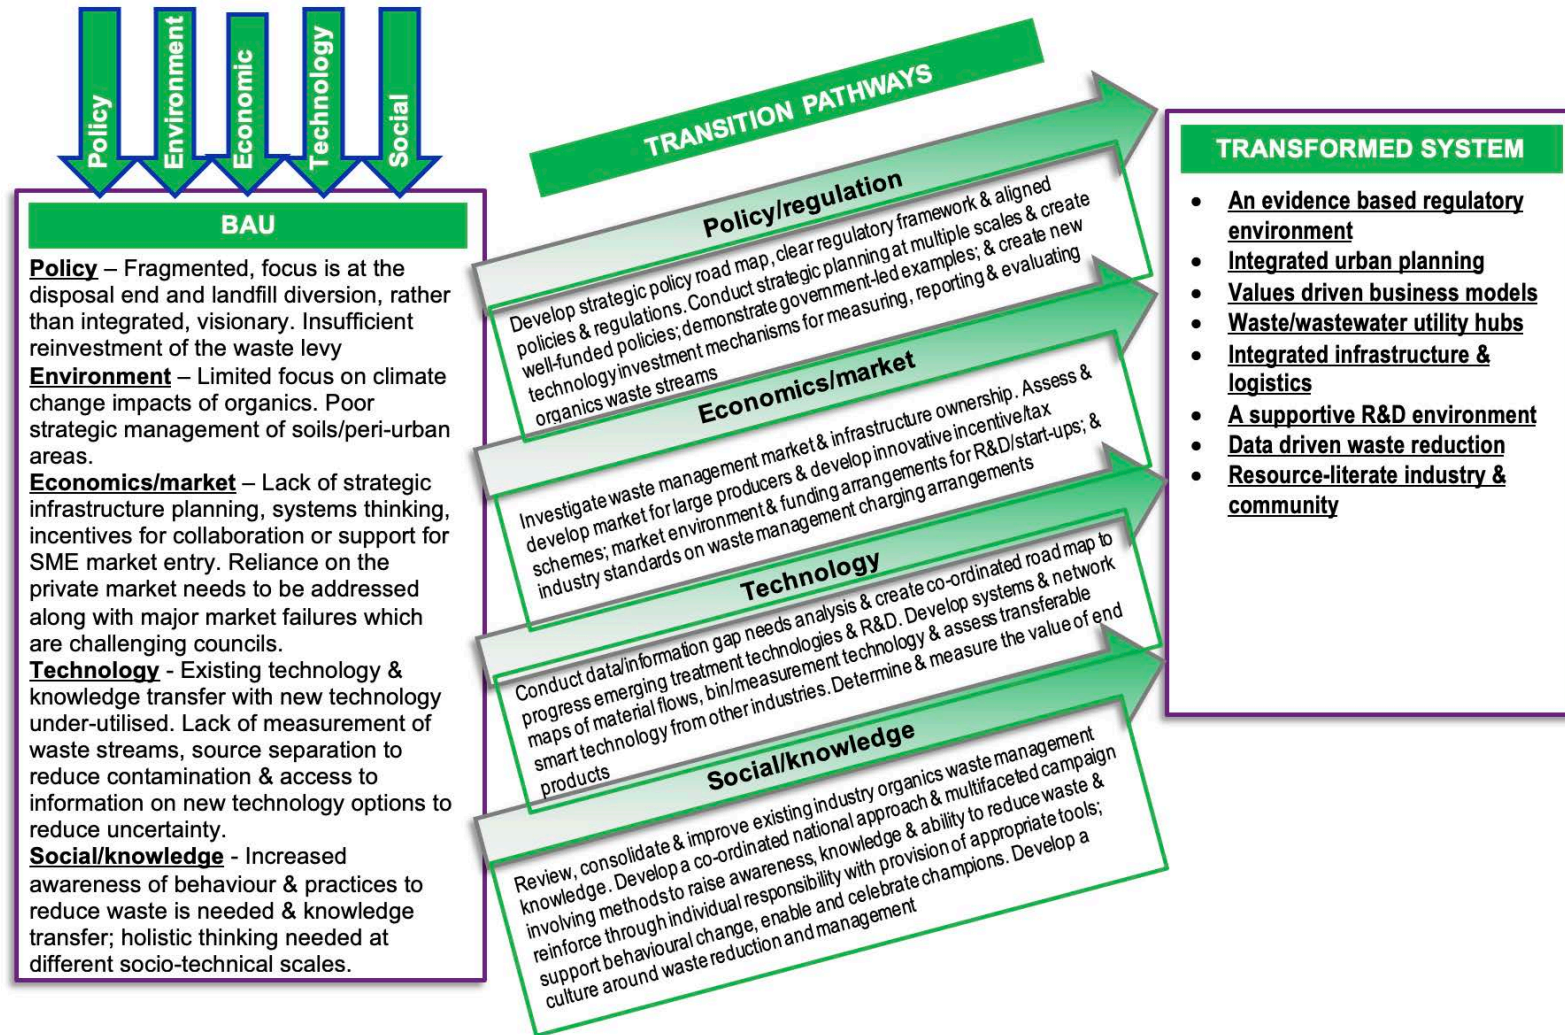 Policy
Environment
Economic
Technology
Social
BAU
Policy – Fragmented, focus is at the
disposal end and landfill diversion, rather
than integrated, visionary. Insufficient
reinvestment of the waste levy
Environment – Limited focus on climate
change impacts of organics. Poor
strategic management of soils/peri-urban
areas.
Economics/market – Lack of strategic
infrastructure planning, systems thinking,
incentives for collaboration or support for
SME market entry. Reliance on the
private market needs to be addressed
along with major market failures which
are challenging councils.
Technology - Existing technology &
knowledge transfer with new technology
under-utilised. Lack of measurement of
waste streams, source separation to
reduce contamination & access to
information on new technology options to
reduce uncertainty.
Social/knowledge - Increased
awareness of behaviour & practices to
reduce waste is needed & knowledge
transfer; holistic thinking needed at
different socio-technical scales.
TRANSITION PATHWAYS
Policy/regulation
Develop strategic policy road map, clear regulatory framework & aligned
policies & regulations. Conduct strategic planning at multiple scales & create
well-funded policies; demonstrate government-led examples; & create new
technology investment mechanisms for measuring, reporting & evaluating
organics waste streams
Economics/market
Investigate waste management market & infrastructure ownership. Assess &
develop market for large producers & develop innovative incentive/tax
schemes; market environment & funding arrangements for R&D/start-ups; &
industry standards on waste management charging arrangements
Technology
Conduct data/information gap needs analysis & create co-ordinated road map to
progress emerging treatment technologies & R&D. Develop systems & network
maps of material flows, bin/measurement technology & assess transferable
smart technology from other industries. Determine & measure the value of end
products
Social/knowledge
Review, consolidate & improve existing industry organics waste management
knowledge. Develop a co-ordinated national approach & multifaceted campaign
involving methods to raise awareness, knowledge & ability to reduce waste &
reinforce through individual responsibility with provision of appropriate tools;
support behavioural change, enable and celebrate champions. Develop a
culture around waste reduction and management
TRANSFORMED SYSTEM
• An evidence based regulatory
environment
• Integrated urban planning
• Values driven business models
• Waste/wastewater utility hubs
• Integrated infrastructure &
logistics
• A supportive R&D environment
• Data driven waste reduction
• Resource-literate industry &
community